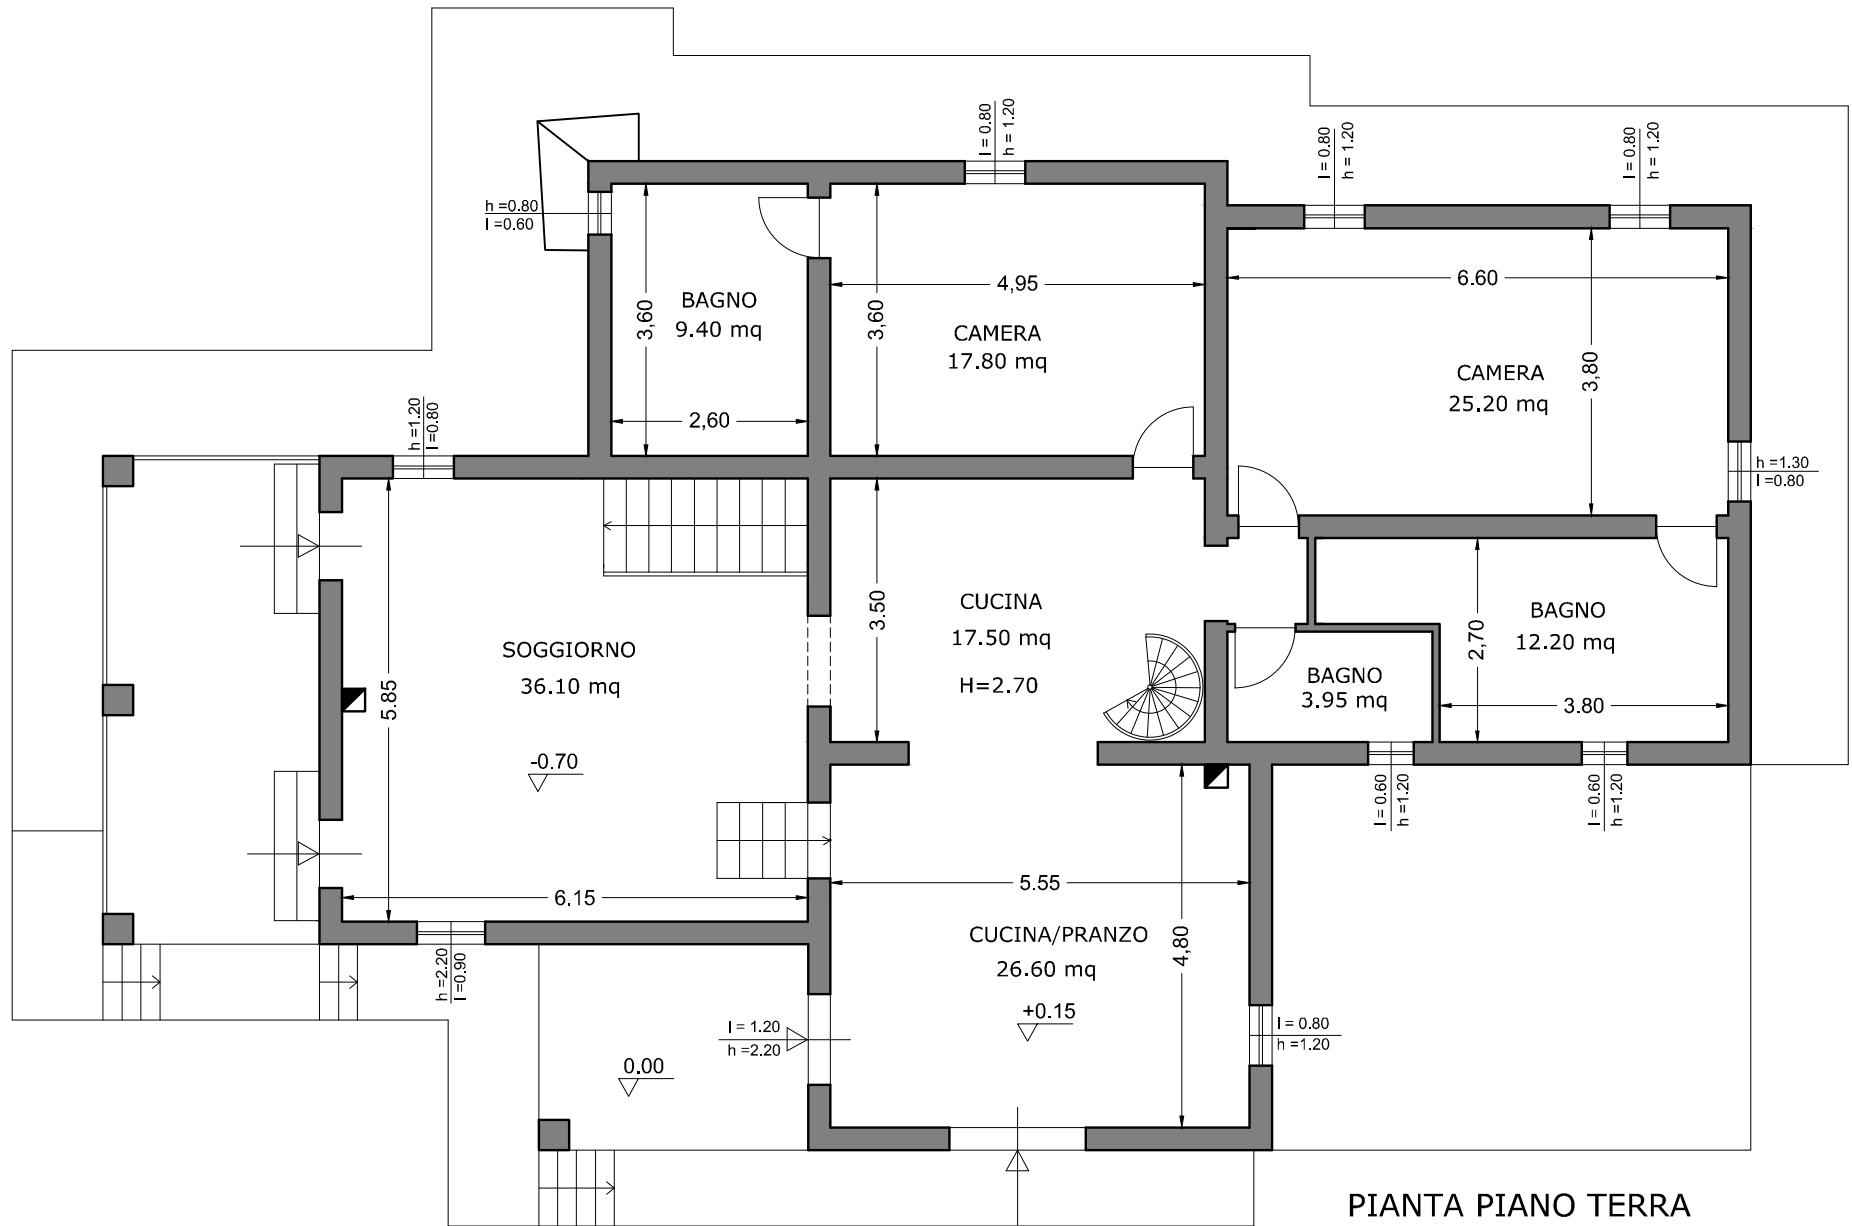 l = 0.80
h = 1.20
l = 0.80
h = 1.20
l = 0.80
h = 1.20
h =0.80
l =0.60
3,60
BAGNO
9.40 mq
2,60
3,60
4,95
CAMERA
17.80 mq
6.60
CAMERA
25.20 mq
3,80
h =1.20
l =0.80
h =1.30
l =0.80
5.85
SOGGIORNO
36.10 mq
-0.70
6.15
3.50
CUCINA
17.50 mq
H=2.70
BAGNO
3.95 mq
2,70
BAGNO
12.20 mq
3.80
l = 0.60
h =1.20
l = 0.60
h =1.20
5.55
CUCINA/PRANZO
26.60 mq
4,80
+0.15
h =2.20
l =0.90
l = 1.20
h =2.20
l = 0.80
h =1.20
0.00
PIANTA PIANO TERRA